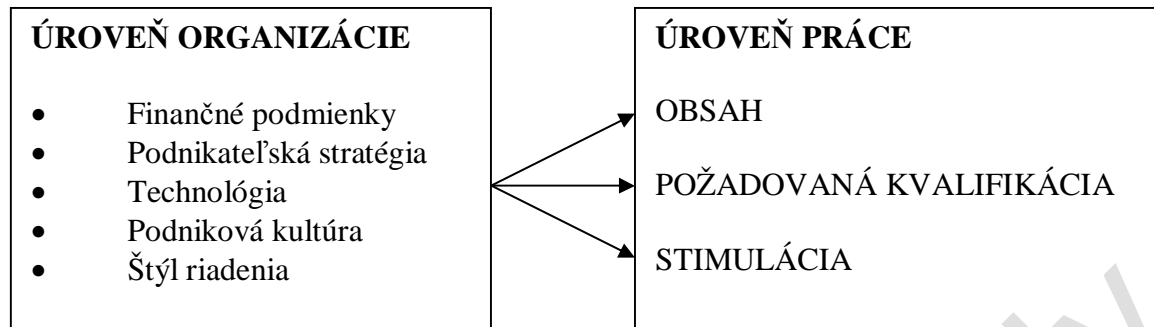 ÚROVEŇ ORGANIZÁCIE
• Finančné podmienky
• Podnikateľská stratégia
• Technológia
• Podniková kultúra
• Štýl riadenia
ÚROVEŇ PRÁCE
OBSAH
POŽADOVANÁ KVALIFIKÁCIA
STIMULÁCIA